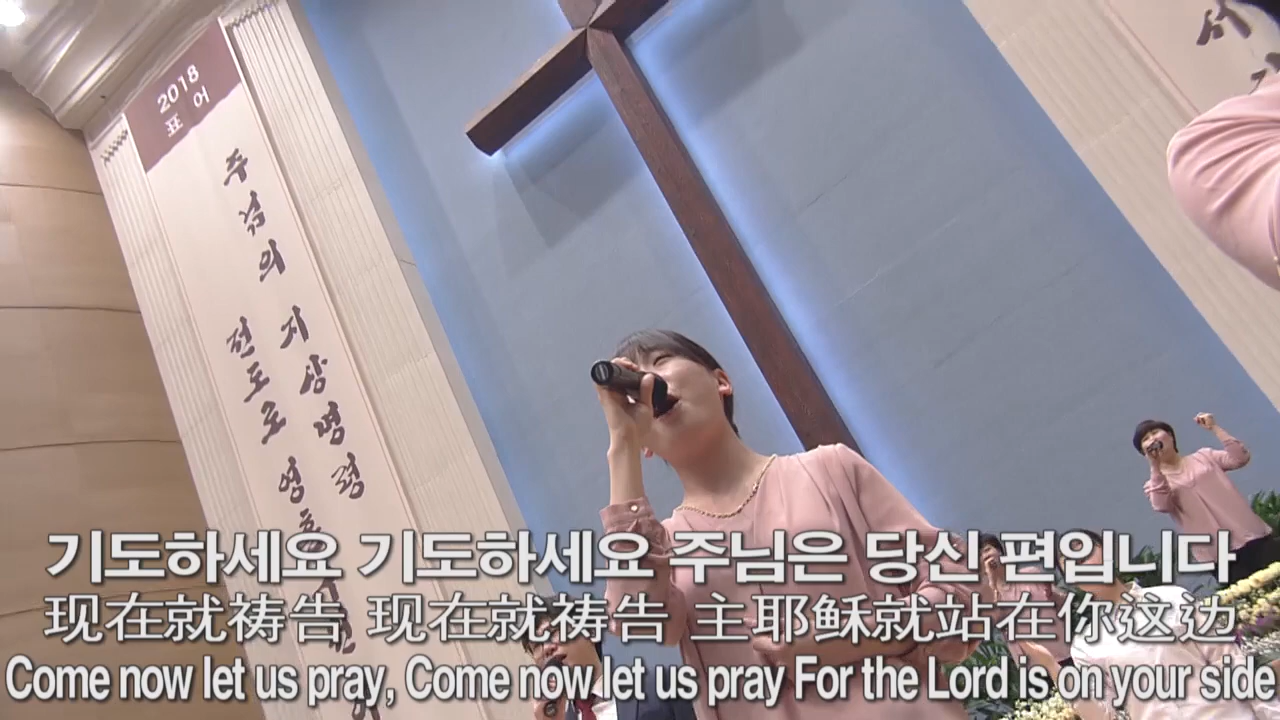 2018
표어
주님의 지상명령
전도로 영혼구원
기도하세요 기도하세요 주님은 당신 편입니다
现在就祷告 现在就祷告 主耶稣就站在你这边
Come now let us pray, Come now let us pray For the Lord is on your side